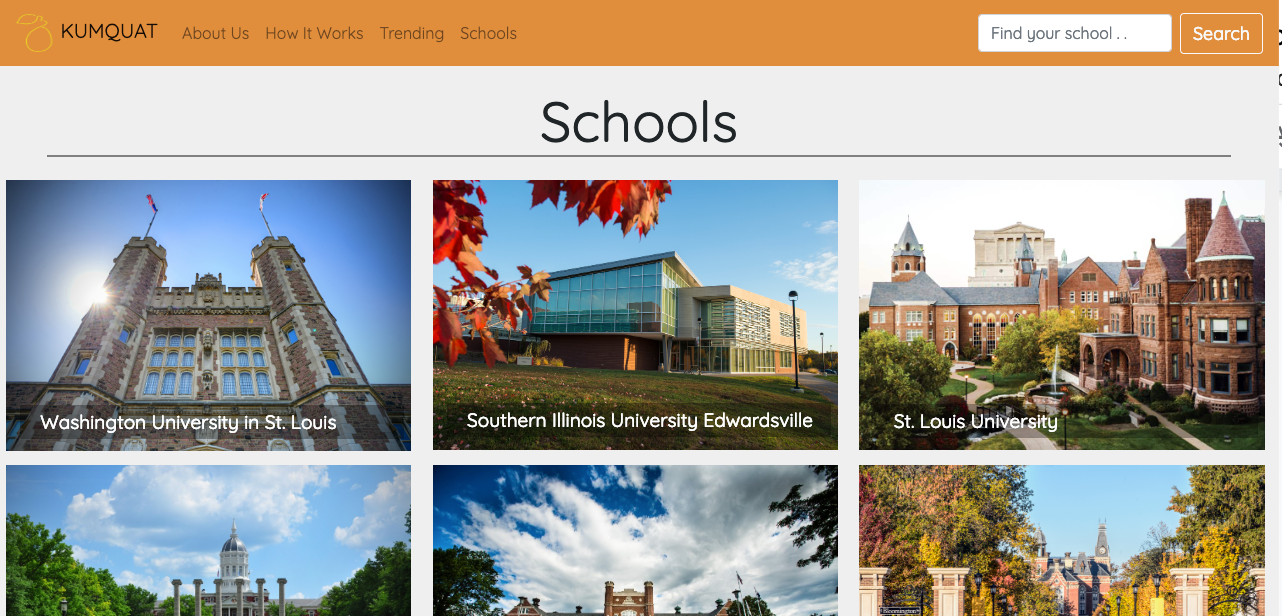 KUMQUAT About Us How It Works Trending Schools Find your school . . Search
Schools
Washington University in St. Louis
Southern Illinois University Edwardsville
St. Louis University
Bloomington